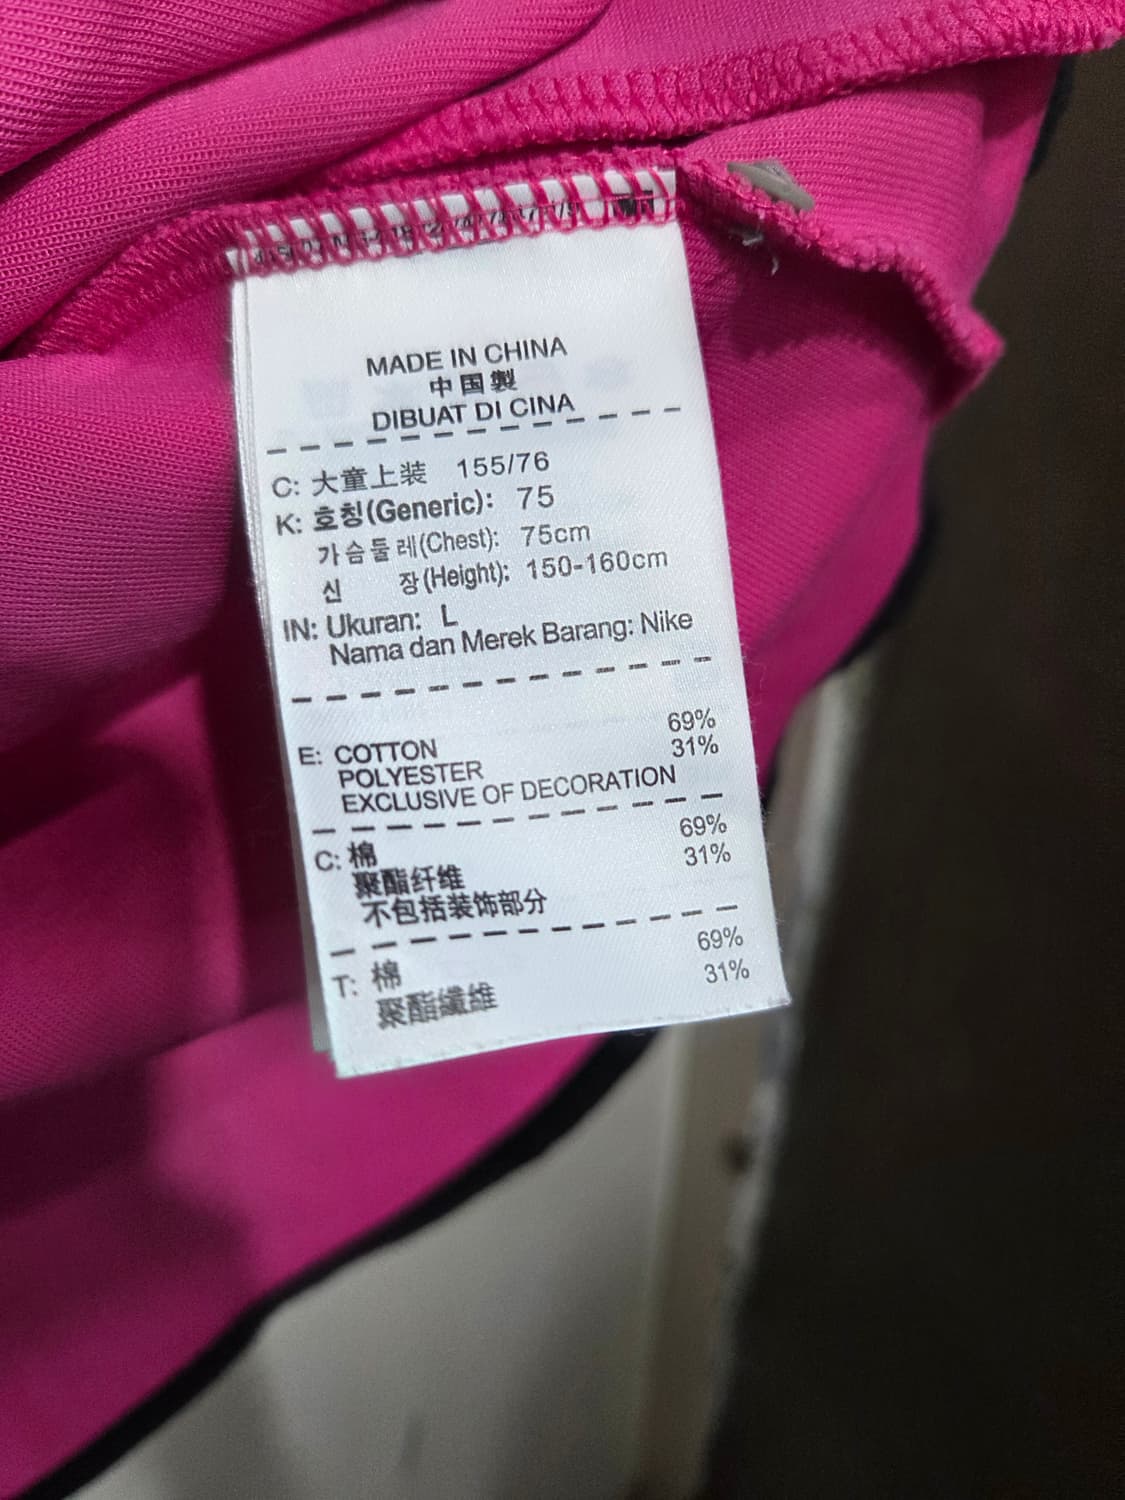 MADE IN CHINA
中国製
DIBUAT DI CINA
C: 大童上装 155/76
K: 호칭(Generic): 75
가슴둘레(Chest): 75cm
신 장(Height): 150-160cm
IN: Ukuran: L
Nama dan Merek Barang: Nike
E: COTTON 69%
POLYESTER 31%
EXCLUSIVE OF DECORATION
C: 棉 69%
聚酯纤维 31%
不包括装饰部分
T: 棉 69%
聚酯纖維 31%